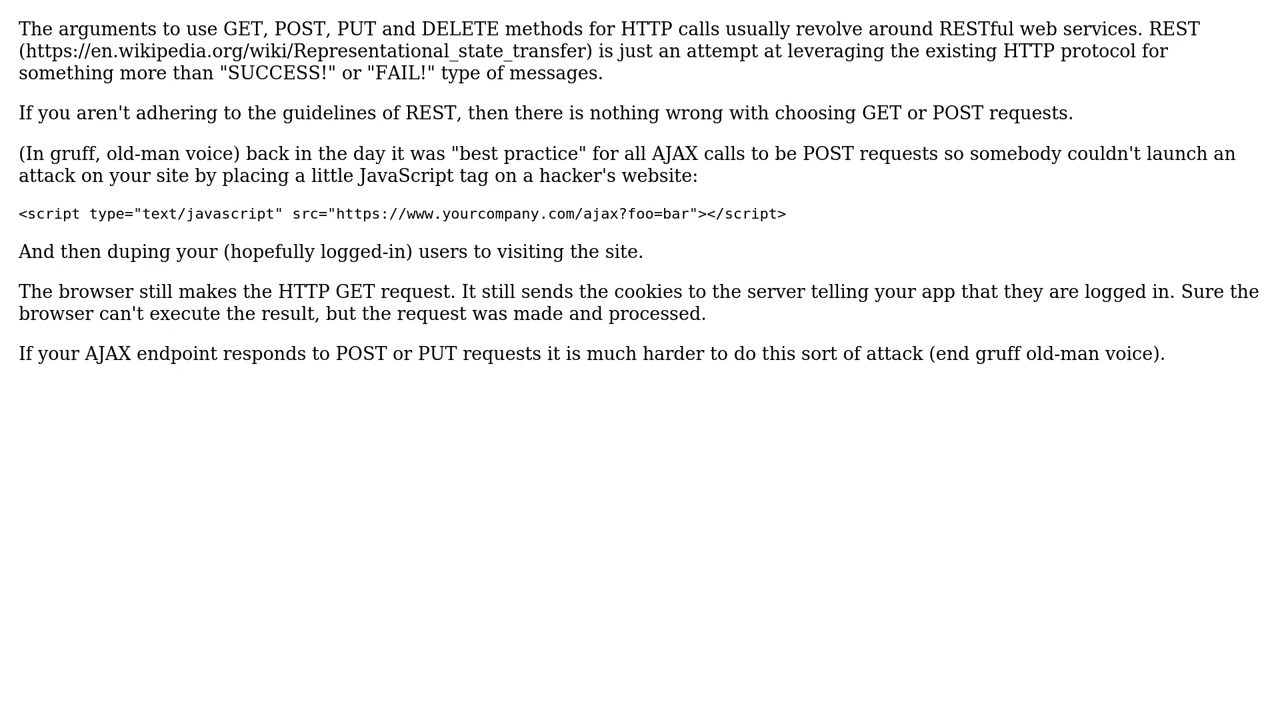 The arguments to use GET, POST, PUT and DELETE methods for HTTP calls usually revolve around RESTful web services. REST
(https://en.wikipedia.org/wiki/Representational_state_transfer) is just an attempt at leveraging the existing HTTP protocol for
something more than "SUCCESS!" or "FAIL!" type of messages.
If you aren't adhering to the guidelines of REST, then there is nothing wrong with choosing GET or POST requests.
(In gruff, old-man voice) back in the day it was "best practice" for all AJAX calls to be POST requests so somebody couldn't launch an
attack on your site by placing a little JavaScript tag on a hacker's website:
<script type="text/javascript" src="https://www.yourcompany.com/ajax?foo=bar"></script>
And then duping your (hopefully logged-in) users to visiting the site.
The browser still makes the HTTP GET request. It still sends the cookies to the server telling your app that they are logged in. Sure the
browser can't execute the result, but the request was made and processed.
If your AJAX endpoint responds to POST or PUT requests it is much harder to do this sort of attack (end gruff old-man voice).